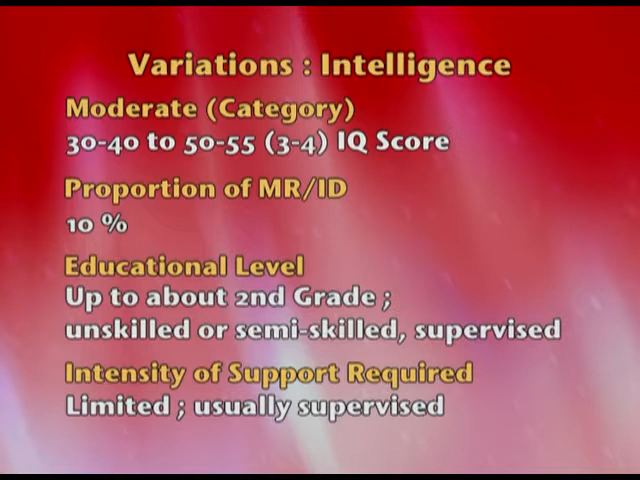 Variations : Intelligence
Moderate (Category)
30-40 to 50-55 (3-4) IQ Score
Proportion of MR/ID
10 %
Educational Level
Up to about 2nd Grade ;
unskilled or semi-skilled, supervised
Intensity of Support Required
Limited ; usually supervised